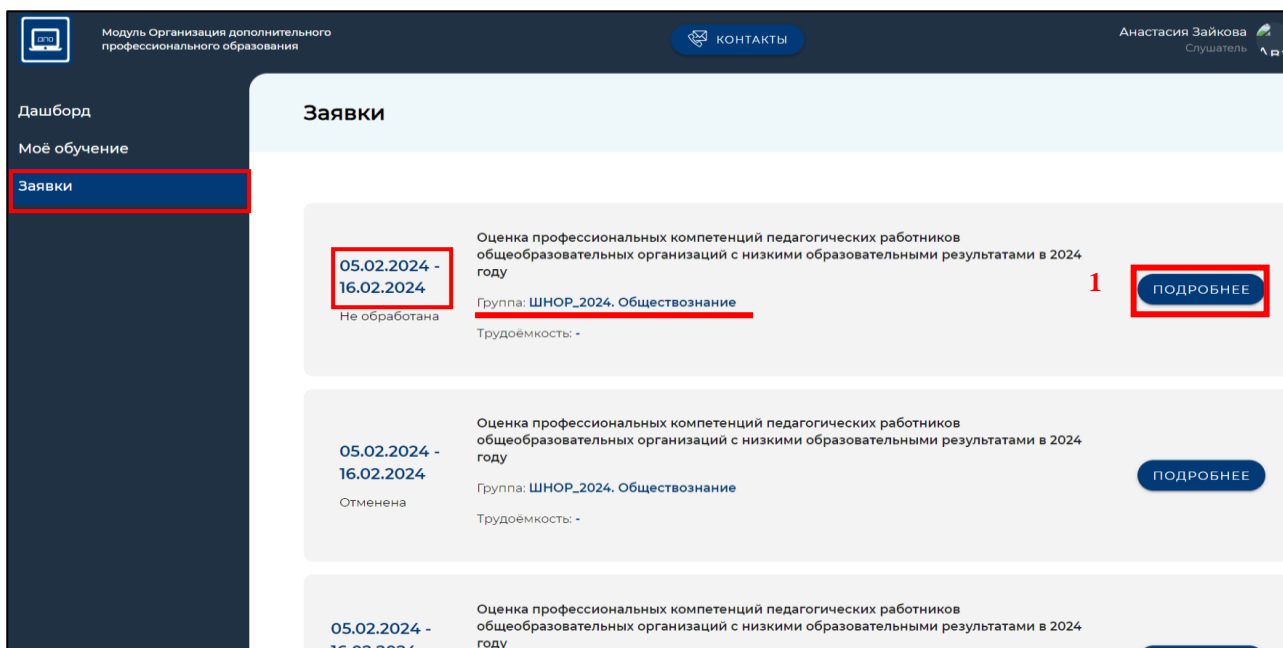 дпо
Модуль Организация дополнительного
профессионального образования
КОНТАКТЫ
Анастасия Зайкова
Слушатель
Дашборд
Моё обучение
Заявки
Заявки
05.02.2024 -
16.02.2024
Не обработана
Оценка профессиональных компетенций педагогических работников
общеобразовательных организаций с низкими образовательными результатами в 2024
году
Группа: ШНОР_2024. Обществознание
Трудоёмкость: -
1
ПОДРОБНЕЕ
05.02.2024 -
16.02.2024
Отменена
Оценка профессиональных компетенций педагогических работников
общеобразовательных организаций с низкими образовательными результатами в 2024
году
Группа: ШНОР_2024. Обществознание
Трудоёмкость: -
ПОДРОБНЕЕ
05.02.2024 -
16.02.2024
Оценка профессиональных компетенций педагогических работников
общеобразовательных организаций с низкими образовательными результатами в 2024
году